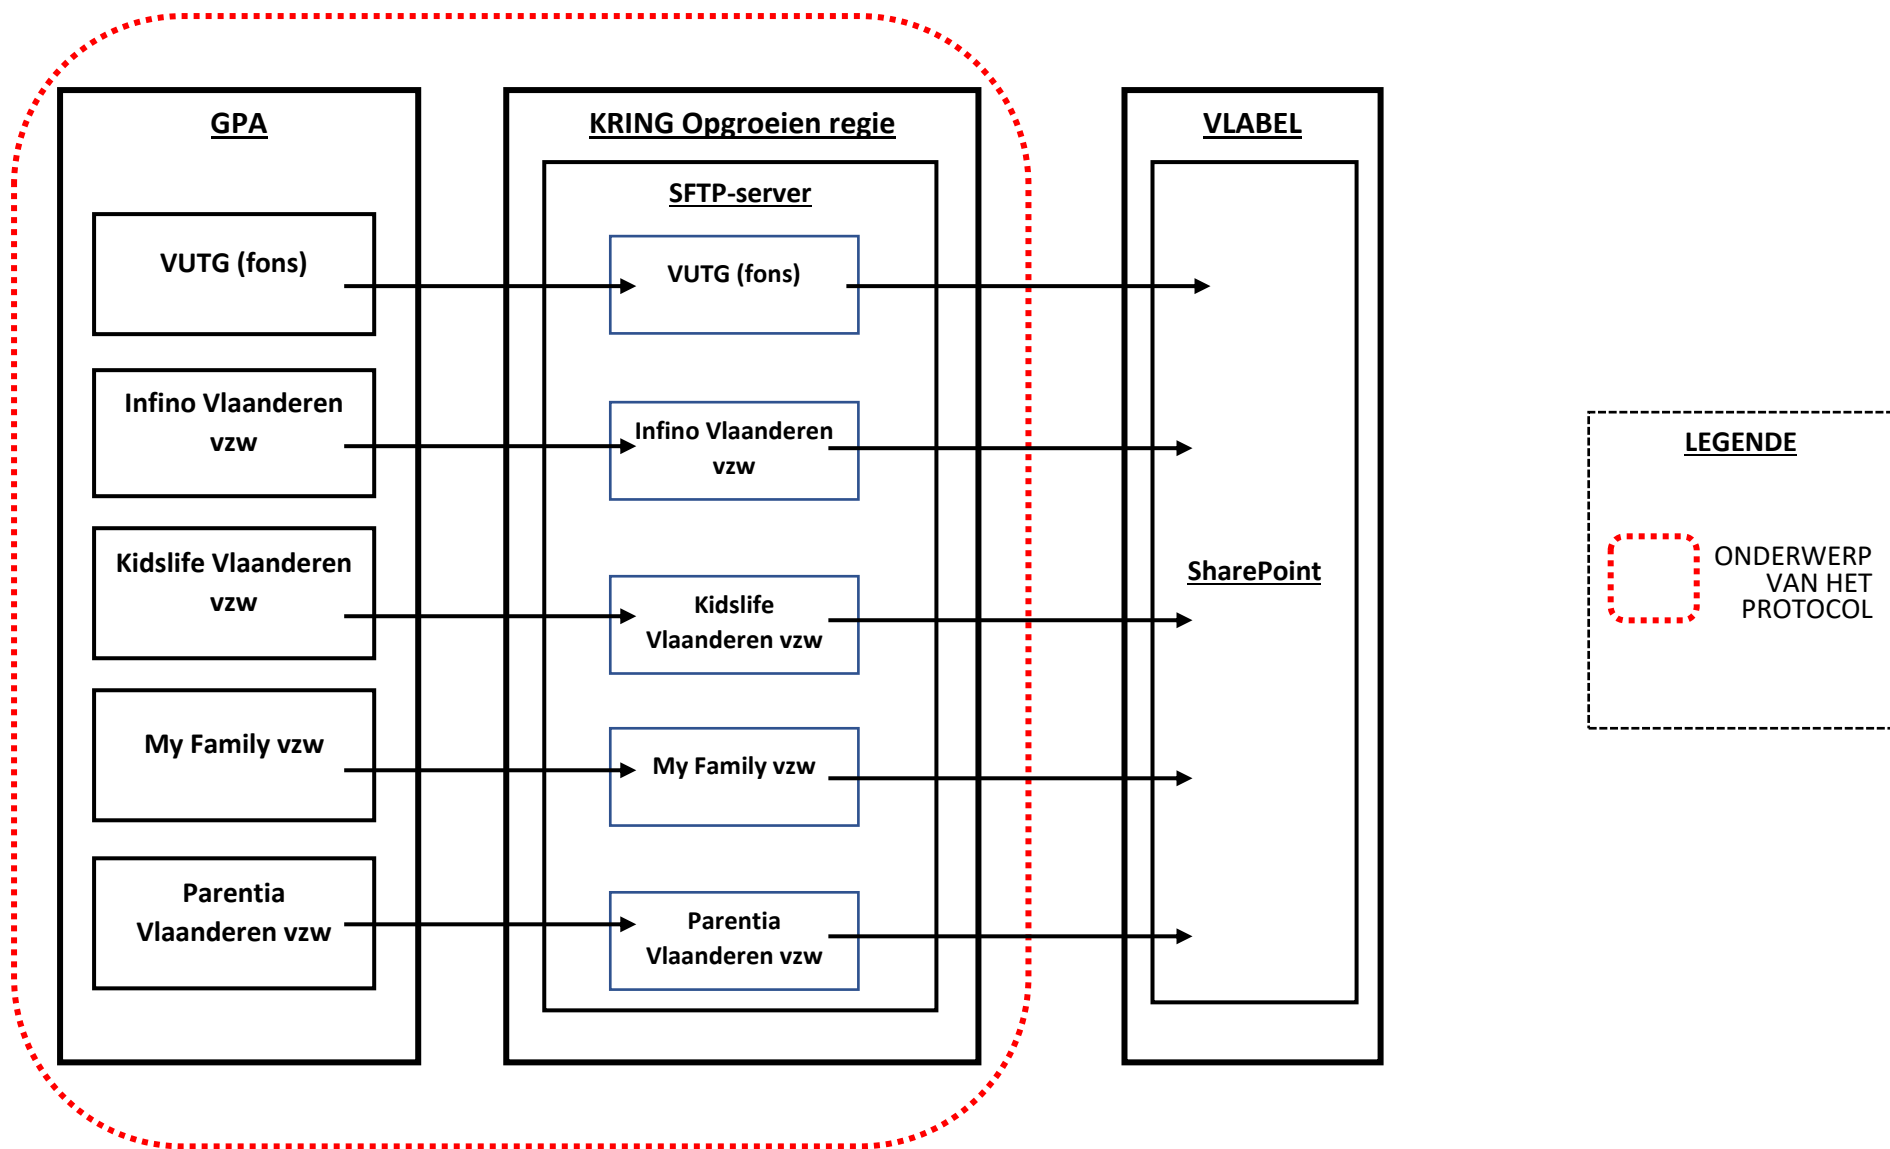 GPA
VUTG (fons)
Infino Vlaanderen
vzw
Kidslife Vlaanderen
vzw
My Family vzw
Parentia
Vlaanderen vzw
KRING Opgroeien regie
SFTP-server
VUTG (fons)
Infino Vlaanderen
vzw
Kidslife
Vlaanderen vzw
My Family vzw
Parentia
Vlaanderen vzw
VLABEL
SharePoint
LEGENDE
ONDERWERP
VAN HET
PROTOCOL